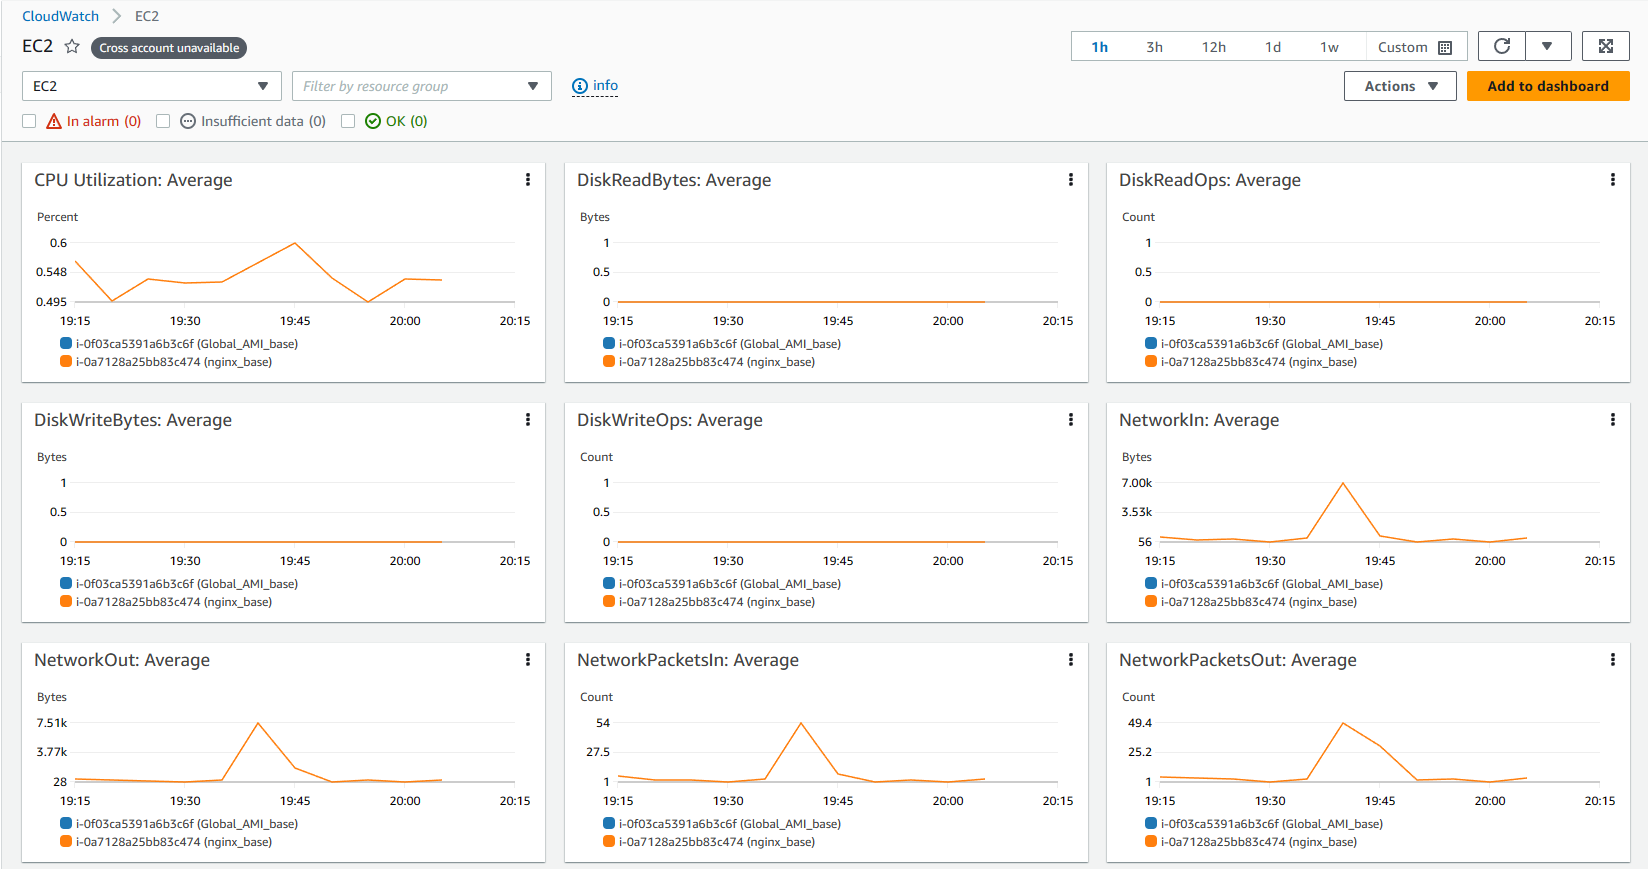 CloudWatch > EC2
EC2 Cross account unavailable
1h 3h 12h 1d 1w Custom
EC2 Filter by resource group info
Actions Add to dashboard
In alarm (0) Insufficient data (0) OK (0)
CPU Utilization: Average
Percent
0.6
0.548
0.495
19:15 19:30 19:45 20:00 20:15
i-0f03ca5391a6b3c6f (Global_AMI_base)
i-0a7128a25bb83c474 (nginx_base)
DiskReadBytes: Average
Bytes
1
0.5
0
19:15 19:30 19:45 20:00 20:15
i-0f03ca5391a6b3c6f (Global_AMI_base)
i-0a7128a25bb83c474 (nginx_base)
DiskReadOps: Average
Count
1
0.5
0
19:15 19:30 19:45 20:00 20:15
i-0f03ca5391a6b3c6f (Global_AMI_base)
i-0a7128a25bb83c474 (nginx_base)
DiskWriteBytes: Average
Bytes
1
0.5
0
19:15 19:30 19:45 20:00 20:15
i-0f03ca5391a6b3c6f (Global_AMI_base)
i-0a7128a25bb83c474 (nginx_base)
DiskWriteOps: Average
Count
1
0.5
0
19:15 19:30 19:45 20:00 20:15
i-0f03ca5391a6b3c6f (Global_AMI_base)
i-0a7128a25bb83c474 (nginx_base)
NetworkIn: Average
Bytes
7.00k
3.53k
56
19:15 19:30 19:45 20:00 20:15
i-0f03ca5391a6b3c6f (Global_AMI_base)
i-0a7128a25bb83c474 (nginx_base)
NetworkOut: Average
Bytes
7.51k
3.77k
28
19:15 19:30 19:45 20:00 20:15
i-0f03ca5391a6b3c6f (Global_AMI_base)
i-0a7128a25bb83c474 (nginx_base)
NetworkPacketsIn: Average
Count
54
27.5
1
19:15 19:30 19:45 20:00 20:15
i-0f03ca5391a6b3c6f (Global_AMI_base)
i-0a7128a25bb83c474 (nginx_base)
NetworkPacketsOut: Average
Count
49.4
25.2
1
19:15 19:30 19:45 20:00 20:15
i-0f03ca5391a6b3c6f (Global_AMI_base)
i-0a7128a25bb83c474 (nginx_base)